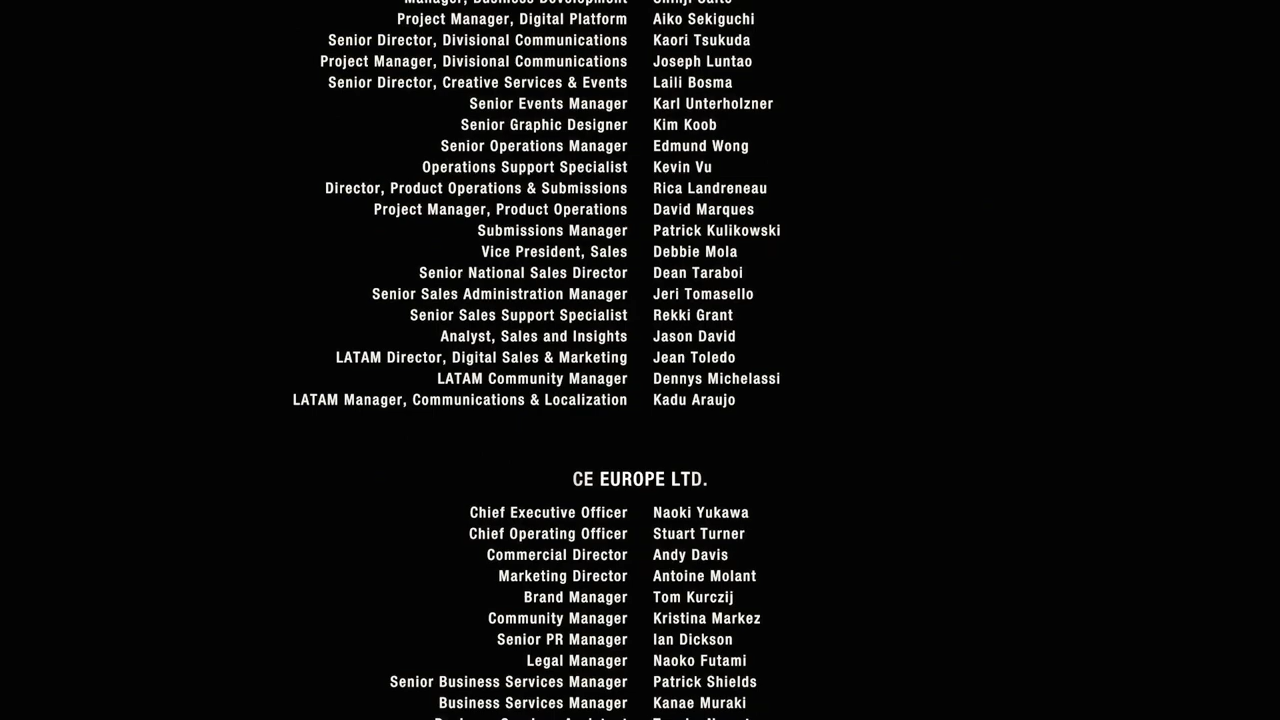 Project Manager, Digital Platform Aiko Sekiguchi
Senior Director, Divisional Communications Kaori Tsukuda
Project Manager, Divisional Communications Joseph Luntao
Senior Director, Creative Services & Events Laili Bosma
Senior Events Manager Karl Unterholzner
Senior Graphic Designer Kim Koob
Senior Operations Manager Edmund Wong
Operations Support Specialist Kevin Vu
Director, Product Operations & Submissions Rica Landreneau
Project Manager, Product Operations David Marques
Submissions Manager Patrick Kulikowski
Vice President, Sales Debbie Mola
Senior National Sales Director Dean Taraboi
Senior Sales Administration Manager Jeri Tomasello
Senior Sales Support Specialist Rekki Grant
Analyst, Sales and Insights Jason David
LATAM Director, Digital Sales & Marketing Jean Toledo
LATAM Community Manager Dennys Michelassi
LATAM Manager, Communications & Localization Kadu Araujo
CE EUROPE LTD.
Chief Executive Officer Naoki Yukawa
Chief Operating Officer Stuart Turner
Commercial Director Andy Davis
Marketing Director Antoine Molant
Brand Manager Tom Kurczij
Community Manager Kristina Markez
Senior PR Manager Ian Dickson
Legal Manager Naoko Futami
Senior Business Services Manager Patrick Shields
Business Services Manager Kanae Muraki